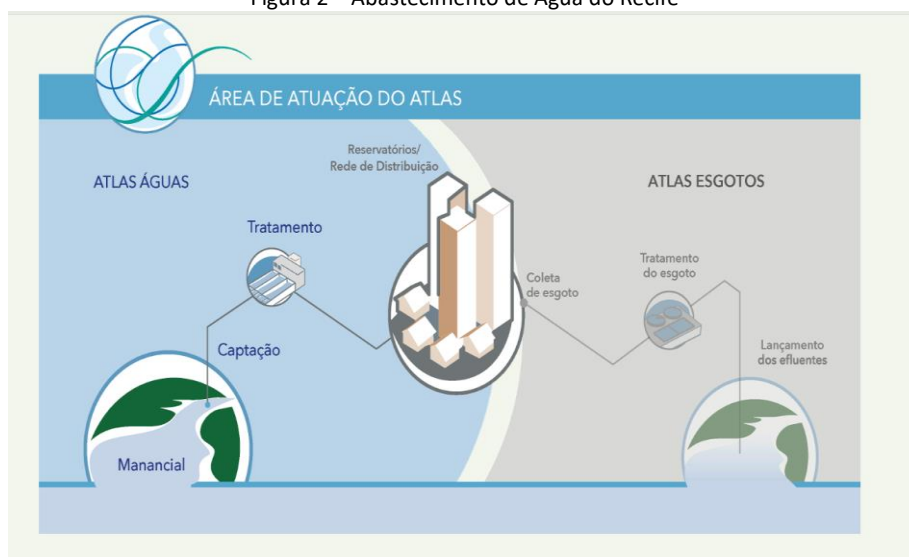 Figura 2 – Abastecimento de Água do Recife
ÁREA DE ATUAÇÃO DO ATLAS
ATLAS ÁGUAS
Reservatórios/
Rede de Distribuição
ATLAS ESGOTOS
Tratamento
Tratamento
do esgoto
Coleta
de esgoto
Captação
Lançamento
dos efluentes
Manancial